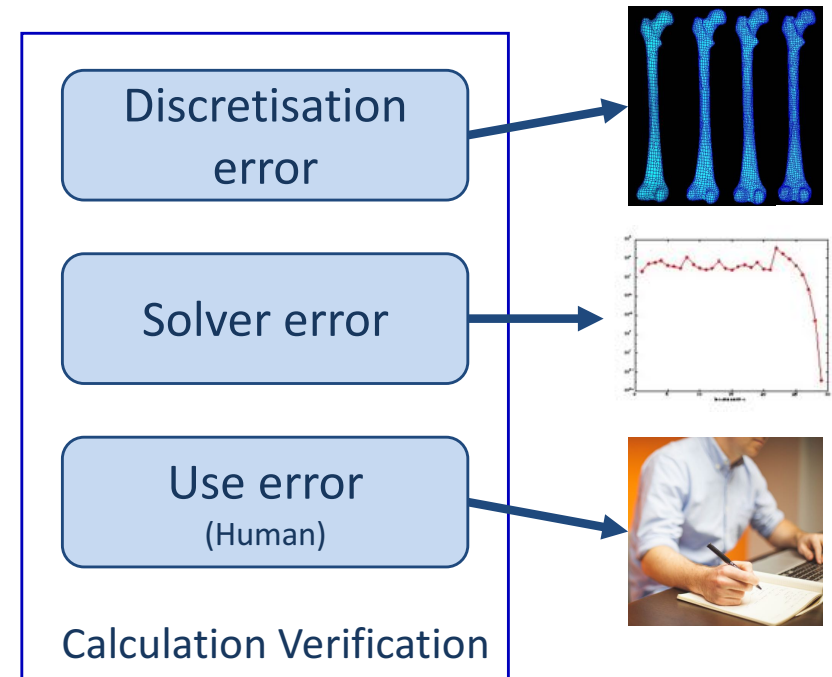 Discretisation
error
Solver error
Use error
(Human)
Calculation Verification